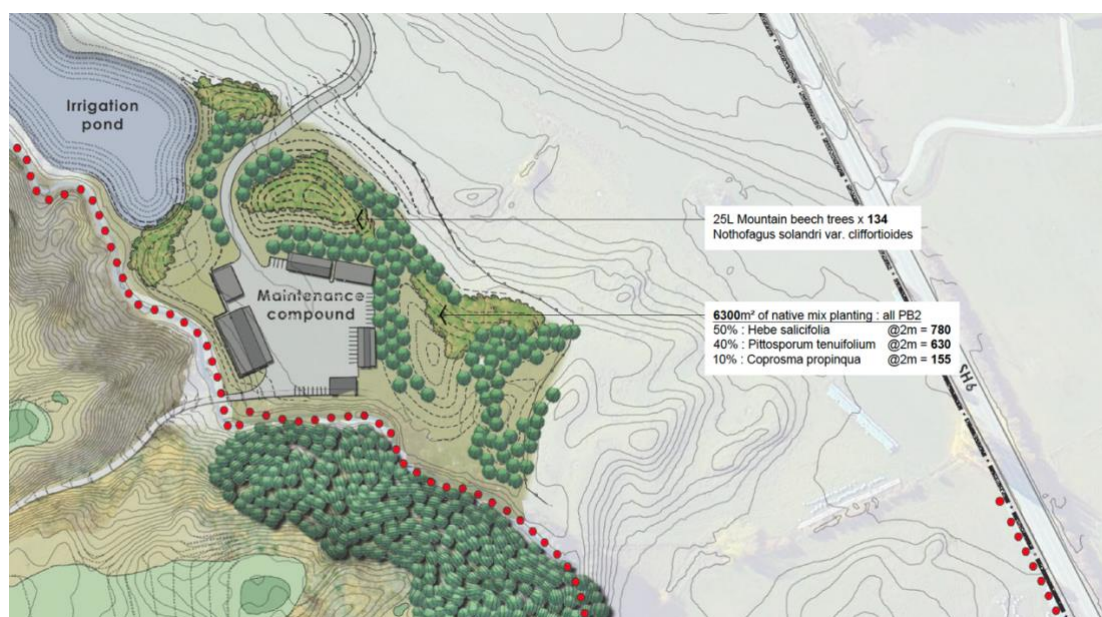 Irrigation
pond
25L Mountain beech trees x 134
Nothofagus solandri var. cliffortioides
Maintenance
compound
6300m² of native mix planting : all PB2
50% : Hebe salicifolia @2m = 780
40% : Pittosporum tenuifolium @2m = 630
10% : Coprosma propinqua @2m = 155
SH6